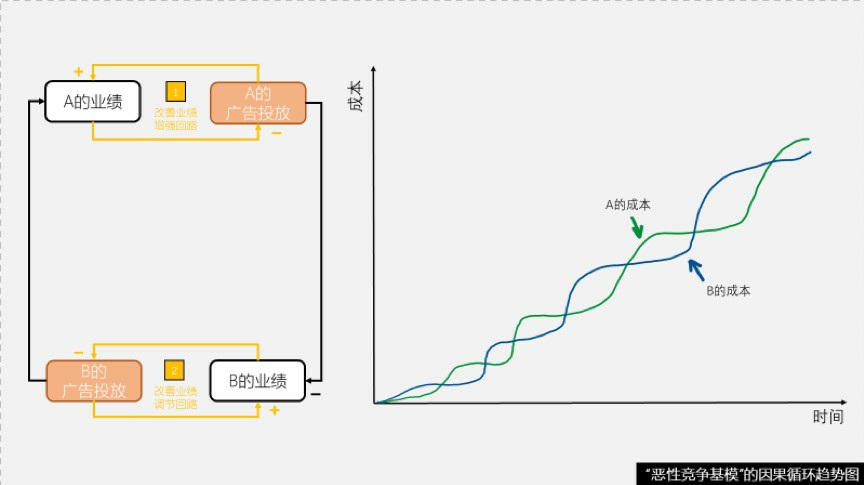 +
A的业绩
1
改善业绩
增强回路
A的
广告投放
−
−
B的
广告投放
2
改善业绩
调节回路
B的业绩
−
+
成本
A的成本
B的成本
时间
“恶性竞争基模”的因果循环趋势图